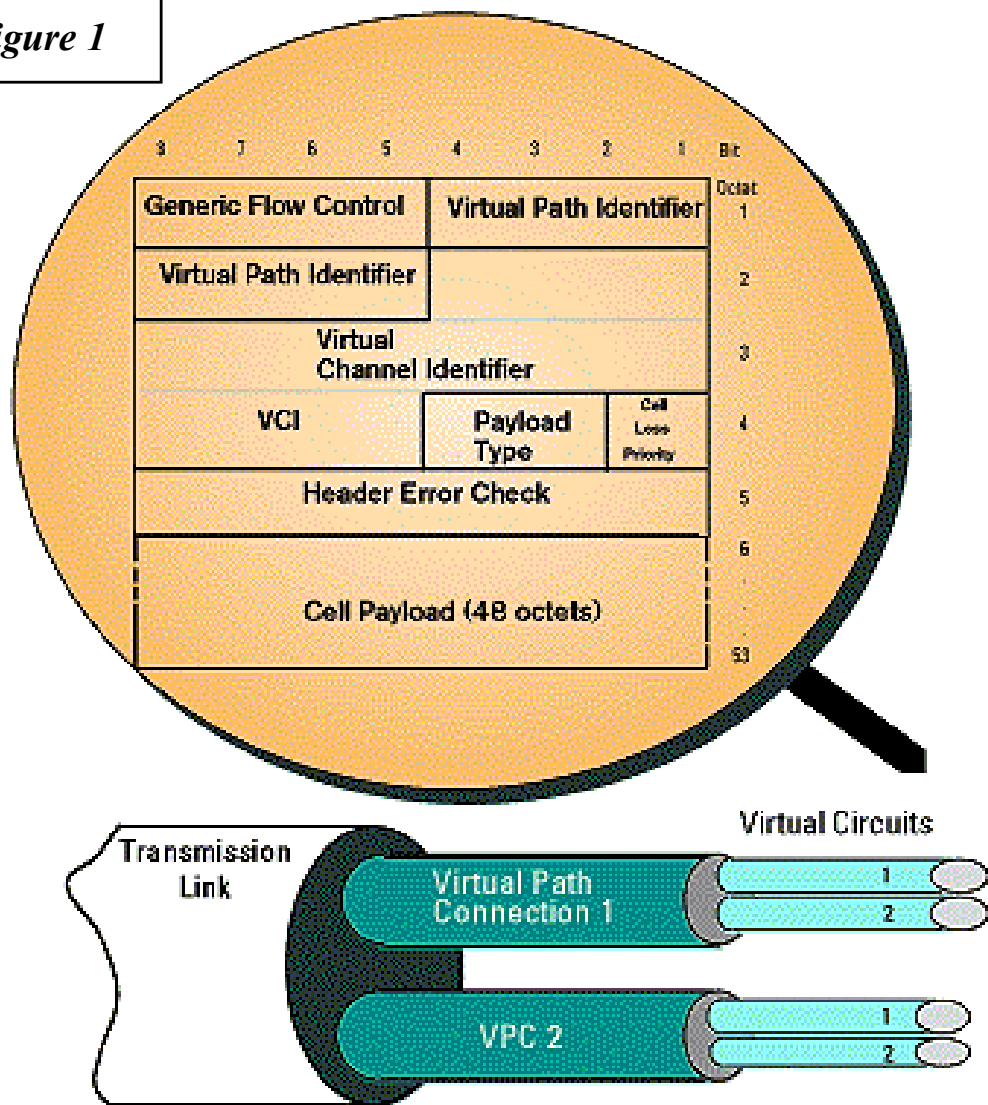 igure 1
8 7 6 5 4 3 2 1 Bit
Octet
Generic Flow Control Virtual Path Identifier 1
Virtual Path Identifier 2
Virtual
Channel Identifier 3
VCI Payload Type Cell Loss Priority 4
Header Error Check 5
6
Cell Payload (48 octets)
53
Virtual Circuits
Transmission
Link
Virtual Path
Connection 1
1
2
VPC 2
1
2